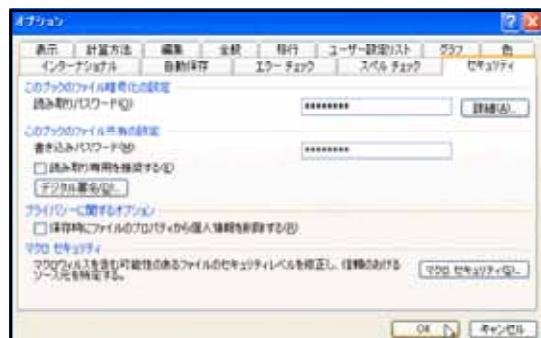 オプション
表示 計算方法 編集 全般 移行 ユーザー設定リスト グラフ 色
インターナショナル 自動保存 エラー チェック スペル チェック セキュリティ
このブックのファイル暗号化の設定
読み取りパスワード(O) ******** 詳細(A)...
このブックのファイル共有の設定
書き込みパスワード(M) ********
読み取り専用を推奨する(E)
デジタル署名(D)...
プライバシーに関するオプション
保存時にファイルのプロパティから個人情報を削除する(R)
マクロ セキュリティ
マクロウィルスを含む可能性のあるファイルのセキュリティレベルを修正し、信頼のおける
ソース元を特定する。
マクロ セキュリティ(S)...
OK キャンセル